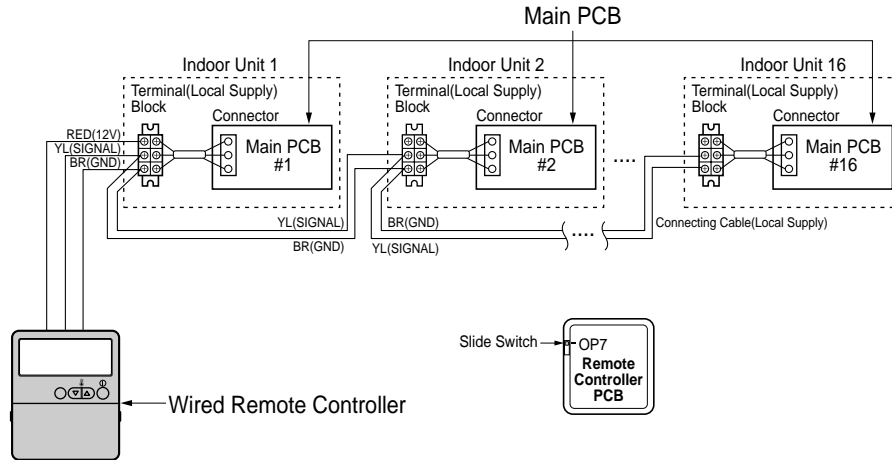 Main PCB
Indoor Unit 1
Indoor Unit 2
Indoor Unit 16
Terminal(Local Supply)
Block
Connector
Main PCB
#1
Terminal(Local Supply)
Block
Connector
Main PCB
#2
....
Terminal(Local Supply)
Block
Connector
Main PCB
#16
RED(12V)
YL(SIGNAL)
BR(GND)
YL(SIGNAL)
BR(GND)
BR(GND)
YL(SIGNAL)
....
Connecting Cable(Local Supply)
Wired Remote Controller
Slide Switch
OP7
Remote
Controller
PCB